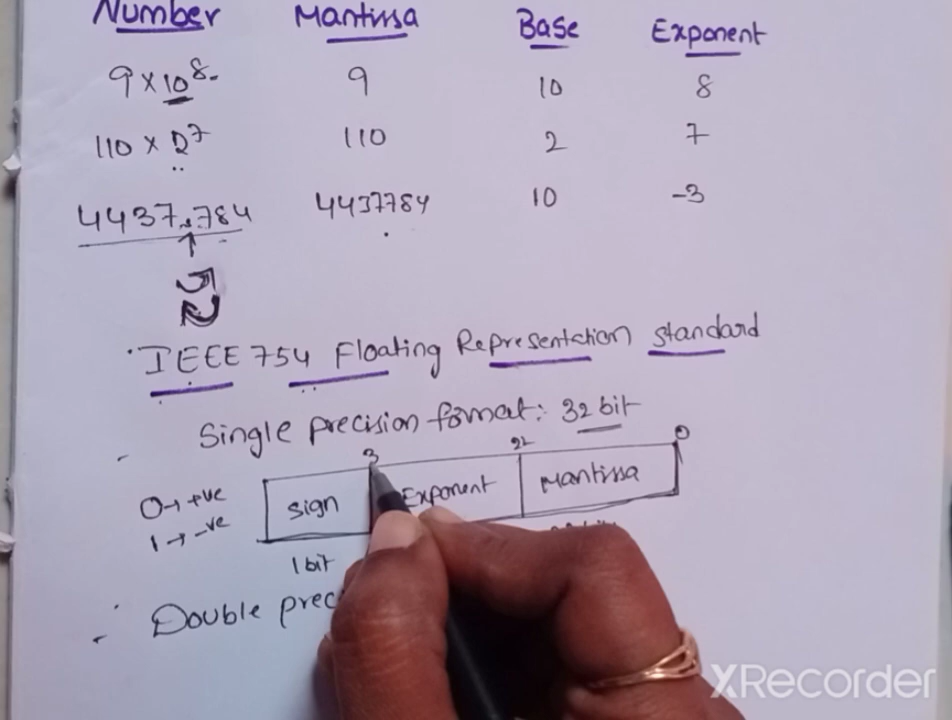 Number Mantissa Base Exponent
9 × 10^8 9 10 8
110 × 2^7 110 2 7
4437.784 4437784 10 -3
IEEE 754 Floating Representation standard
Single precision format: 32 bit
3 22 0
0→ +ve Sign Exponent Mantissa
1 → -ve
1 bit
Double prec
XRecorder